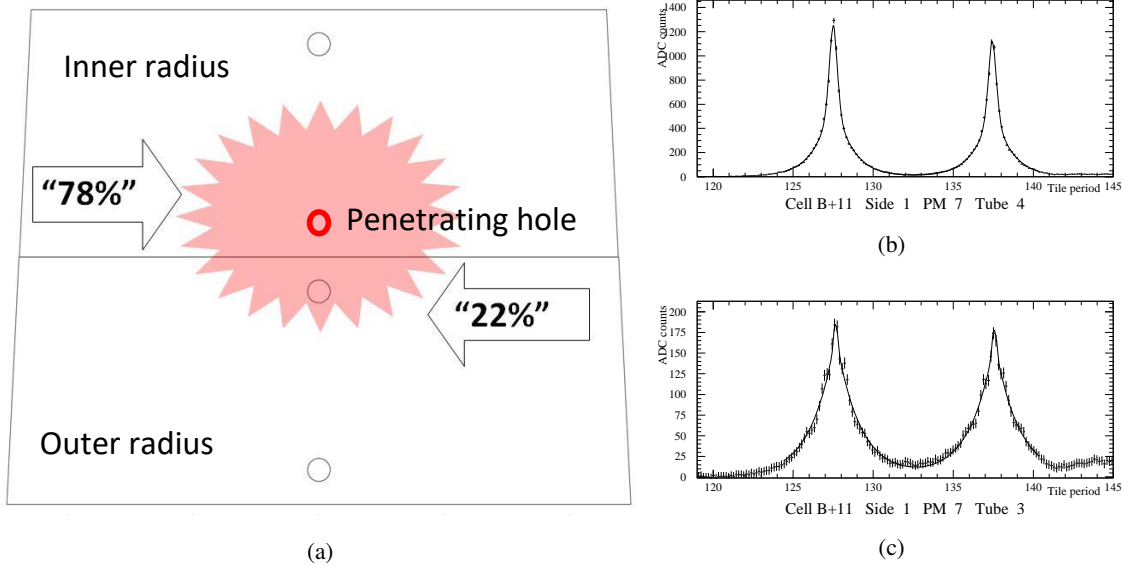 Inner radius
“78%”
Penetrating hole
“22%”
Outer radius
(a)
ADC counts
1400
1200
1000
800
600
400
200
0
120 125 130 135 140 145
Tile period
Cell B+11 Side 1 PM 7 Tube 4
(b)
ADC counts
200
175
150
125
100
75
50
25
0
120 125 130 135 140 145
Tile period
Cell B+11 Side 1 PM 7 Tube 3
(c)